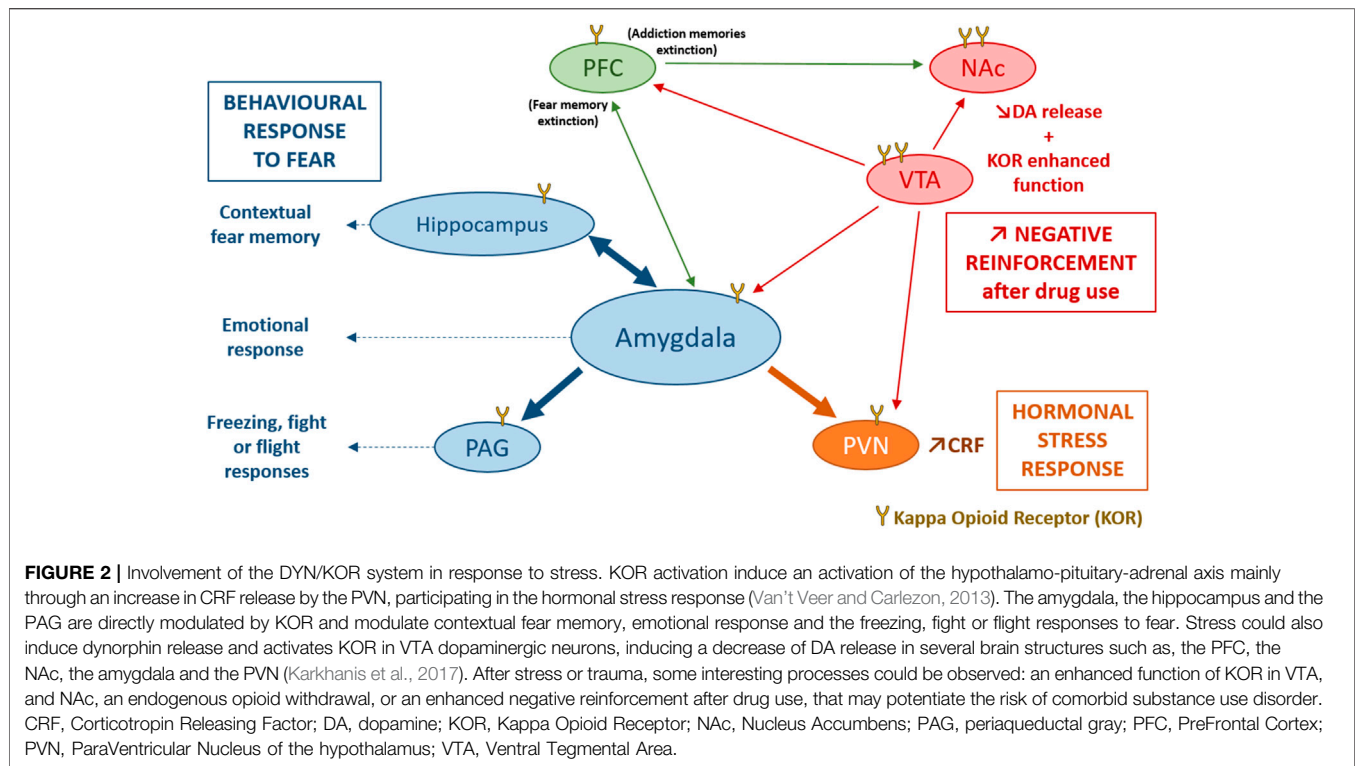 (Addiction memories
extinction)
PFC
NAc
(Fear memory
extinction)
BEHAVIOURAL
RESPONSE
TO FEAR
↘DA release
+
KOR enhanced
function
VTA
Hippocampus
Contextual
fear memory
↗ NEGATIVE
REINFORCEMENT
after drug use
Amygdala
Emotional
response
Freezing, fight
or flight
responses
PAG
PVN
↗CRF
HORMONAL
STRESS
RESPONSE
Kappa Opioid Receptor (KOR)
FIGURE 2 | Involvement of the DYN/KOR system in response to stress. KOR activation induce an activation of the hypothalamo-pituitary-adrenal axis mainly
through an increase in CRF release by the PVN, participating in the hormonal stress response (Van't Veer and Carlezon, 2013). The amygdala, the hippocampus and the
PAG are directly modulated by KOR and modulate contextual fear memory, emotional response and the freezing, fight or flight responses to fear. Stress could also
induce dynorphin release and activates KOR in VTA dopaminergic neurons, inducing a decrease of DA release in several brain structures such as, the PFC, the
NAc, the amygdala and the PVN (Karkhanis et al., 2017). After stress or trauma, some interesting processes could be observed: an enhanced function of KOR in VTA,
and NAc, an endogenous opioid withdrawal, or an enhanced negative reinforcement after drug use, that may potentiate the risk of comorbid substance use disorder.
CRF, Corticotropin Releasing Factor; DA, dopamine; KOR, Kappa Opioid Receptor; NAc, Nucleus Accumbens; PAG, periaqueductal gray; PFC, PreFrontal Cortex;
PVN, ParaVentricular Nucleus of the hypothalamus; VTA, Ventral Tegmental Area.